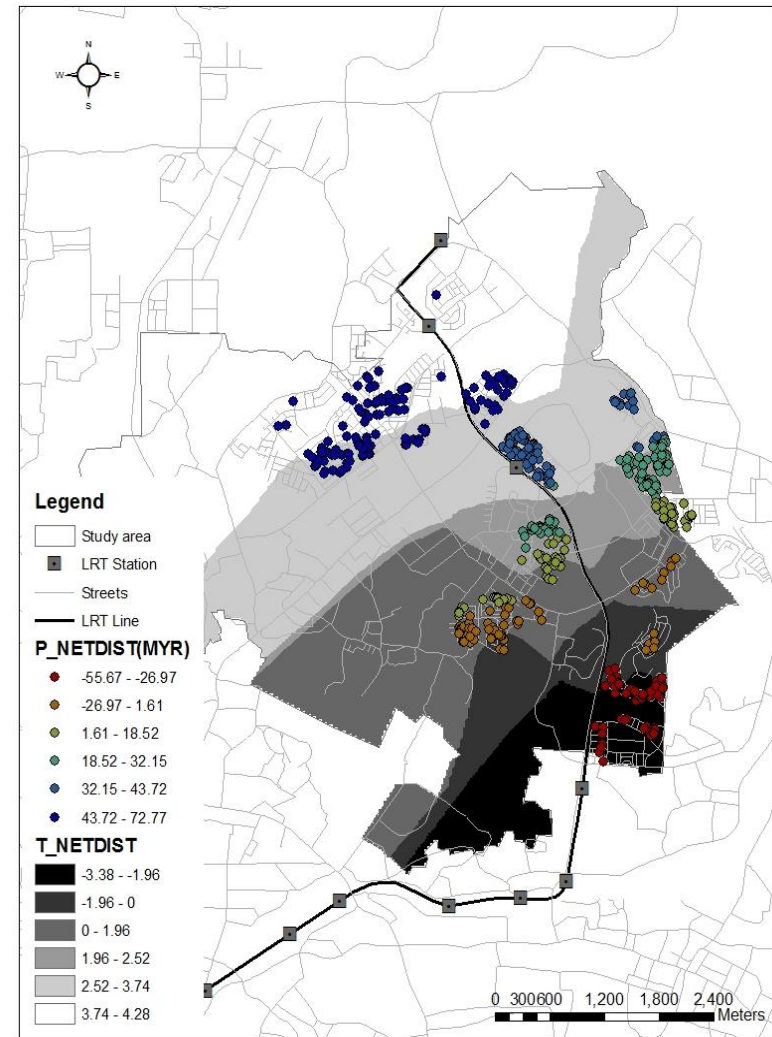 N
W E
S
Legend
Study area
LRT Station
Streets
LRT Line
P_NETDIST(MYR)
-55.67 - -26.97
-26.97 - 1.61
1.61 - 18.52
18.52 - 32.15
32.15 - 43.72
43.72 - 72.77
T_NETDIST
-3.38 - -1.96
-1.96 - 0
0 - 1.96
1.96 - 2.52
2.52 - 3.74
3.74 - 4.28
0 300600 1,200 1,800 2,400
Meters